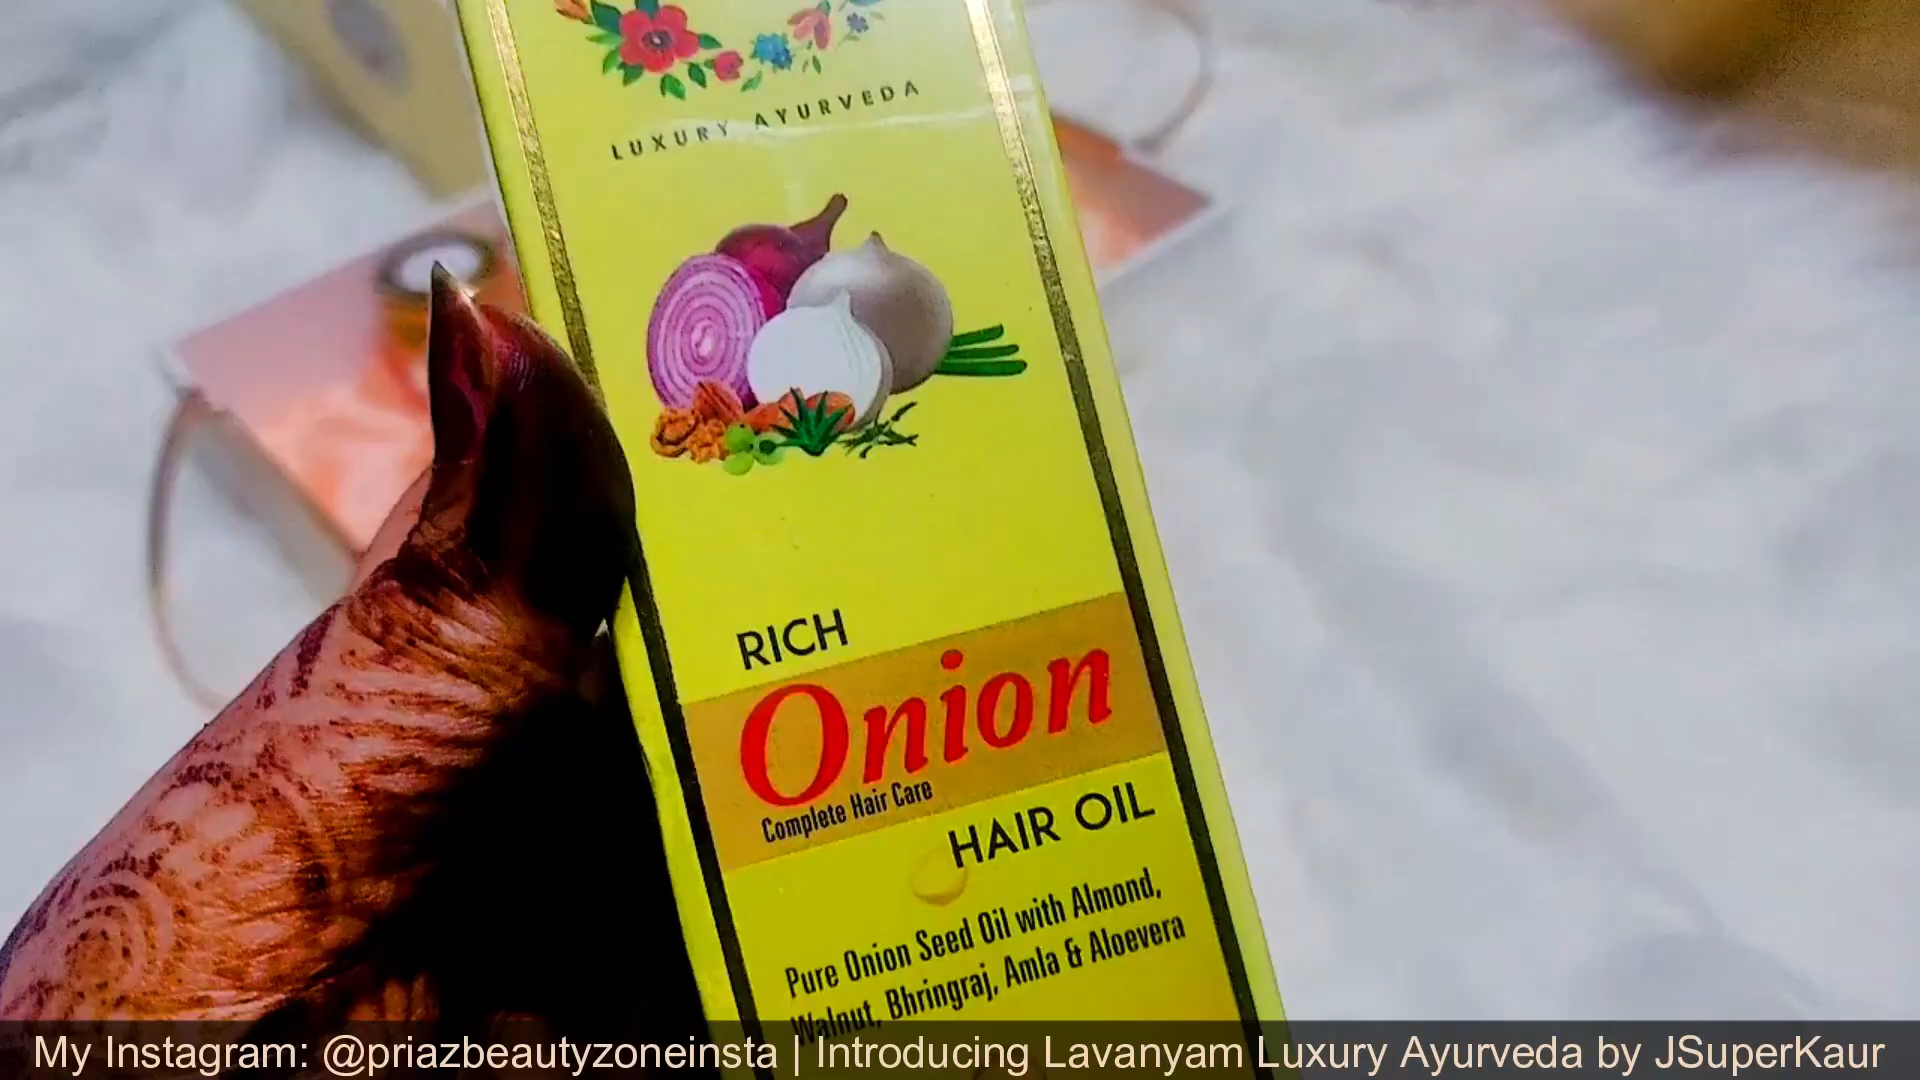 LUXURY AYURVEDA
RICH
Onion
Complete Hair Care
HAIR OIL
Pure Onion Seed Oil with Almond,
Walnut, Bhringraj, Amla & Aloevera
My Instagram: @priazbeautyzoneinsta | Introducing Lavanyam Luxury Ayurveda by JSuperKaur